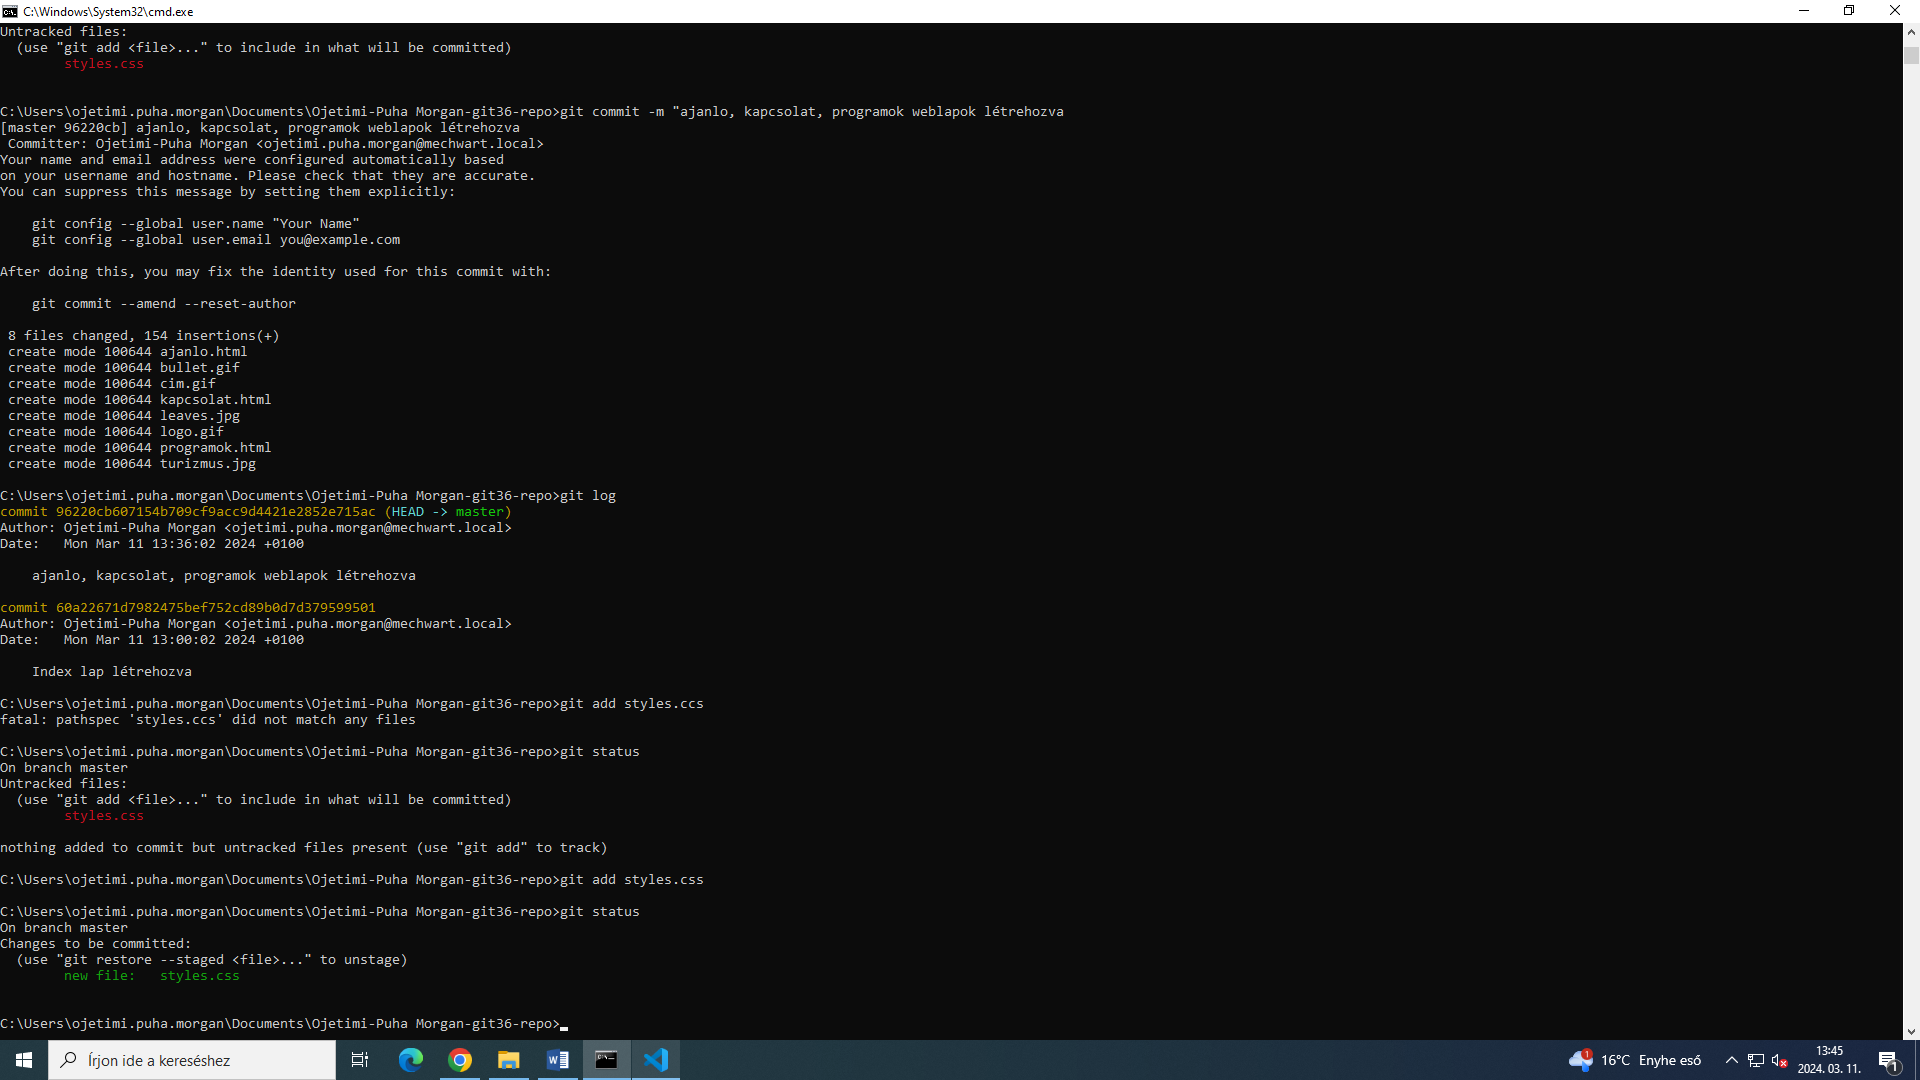 C:\Windows\System32\cmd.exe
Untracked files:
  (use "git add <file>..." to include in what will be committed)
        styles.css
C:\Users\ojetimi.puha.morgan\Documents\Ojetimi-Puha Morgan-git36-repo>git commit -m "ajanlo, kapcsolat, programok weblapok létrehozva
[master 96220cb] ajanlo, kapcsolat, programok weblapok létrehozva
 Committer: Ojetimi-Puha Morgan <ojetimi.puha.morgan@mechwart.local>
Your name and email address were configured automatically based
on your username and hostname. Please check that they are accurate.
You can suppress this message by setting them explicitly:
    git config --global user.name "Your Name"
    git config --global user.email you@example.com
After doing this, you may fix the identity used for this commit with:
    git commit --amend --reset-author
 8 files changed, 154 insertions(+)
 create mode 100644 ajanlo.html
 create mode 100644 bullet.gif
 create mode 100644 cim.gif
 create mode 100644 kapcsolat.html
 create mode 100644 leaves.jpg
 create mode 100644 logo.gif
 create mode 100644 programok.html
 create mode 100644 turizmus.jpg
C:\Users\ojetimi.puha.morgan\Documents\Ojetimi-Puha Morgan-git36-repo>git log
commit 96220cb607154b709cf9acc9d4421e2852e715ac (HEAD -> master)
Author: Ojetimi-Puha Morgan <ojetimi.puha.morgan@mechwart.local>
Date:   Mon Mar 11 13:36:02 2024 +0100
    ajanlo, kapcsolat, programok weblapok létrehozva
commit 60a22671d7982475bef752cd89b0d7d379599501
Author: Ojetimi-Puha Morgan <ojetimi.puha.morgan@mechwart.local>
Date:   Mon Mar 11 13:00:02 2024 +0100
    Index lap létrehozva
C:\Users\ojetimi.puha.morgan\Documents\Ojetimi-Puha Morgan-git36-repo>git add styles.ccs
fatal: pathspec 'styles.ccs' did not match any files
C:\Users\ojetimi.puha.morgan\Documents\Ojetimi-Puha Morgan-git36-repo>git status
On branch master
Untracked files:
  (use "git add <file>..." to include in what will be committed)
        styles.css
nothing added to commit but untracked files present (use "git add" to track)
C:\Users\ojetimi.puha.morgan\Documents\Ojetimi-Puha Morgan-git36-repo>git add styles.css
C:\Users\ojetimi.puha.morgan\Documents\Ojetimi-Puha Morgan-git36-repo>git status
On branch master
Changes to be committed:
  (use "git restore --staged <file>..." to unstage)
        new file:   styles.css
C:\Users\ojetimi.puha.morgan\Documents\Ojetimi-Puha Morgan-git36-repo>
Írjon ide a kereséshez
1
16°C Enyhe eső
13:45
2024. 03. 11.
1